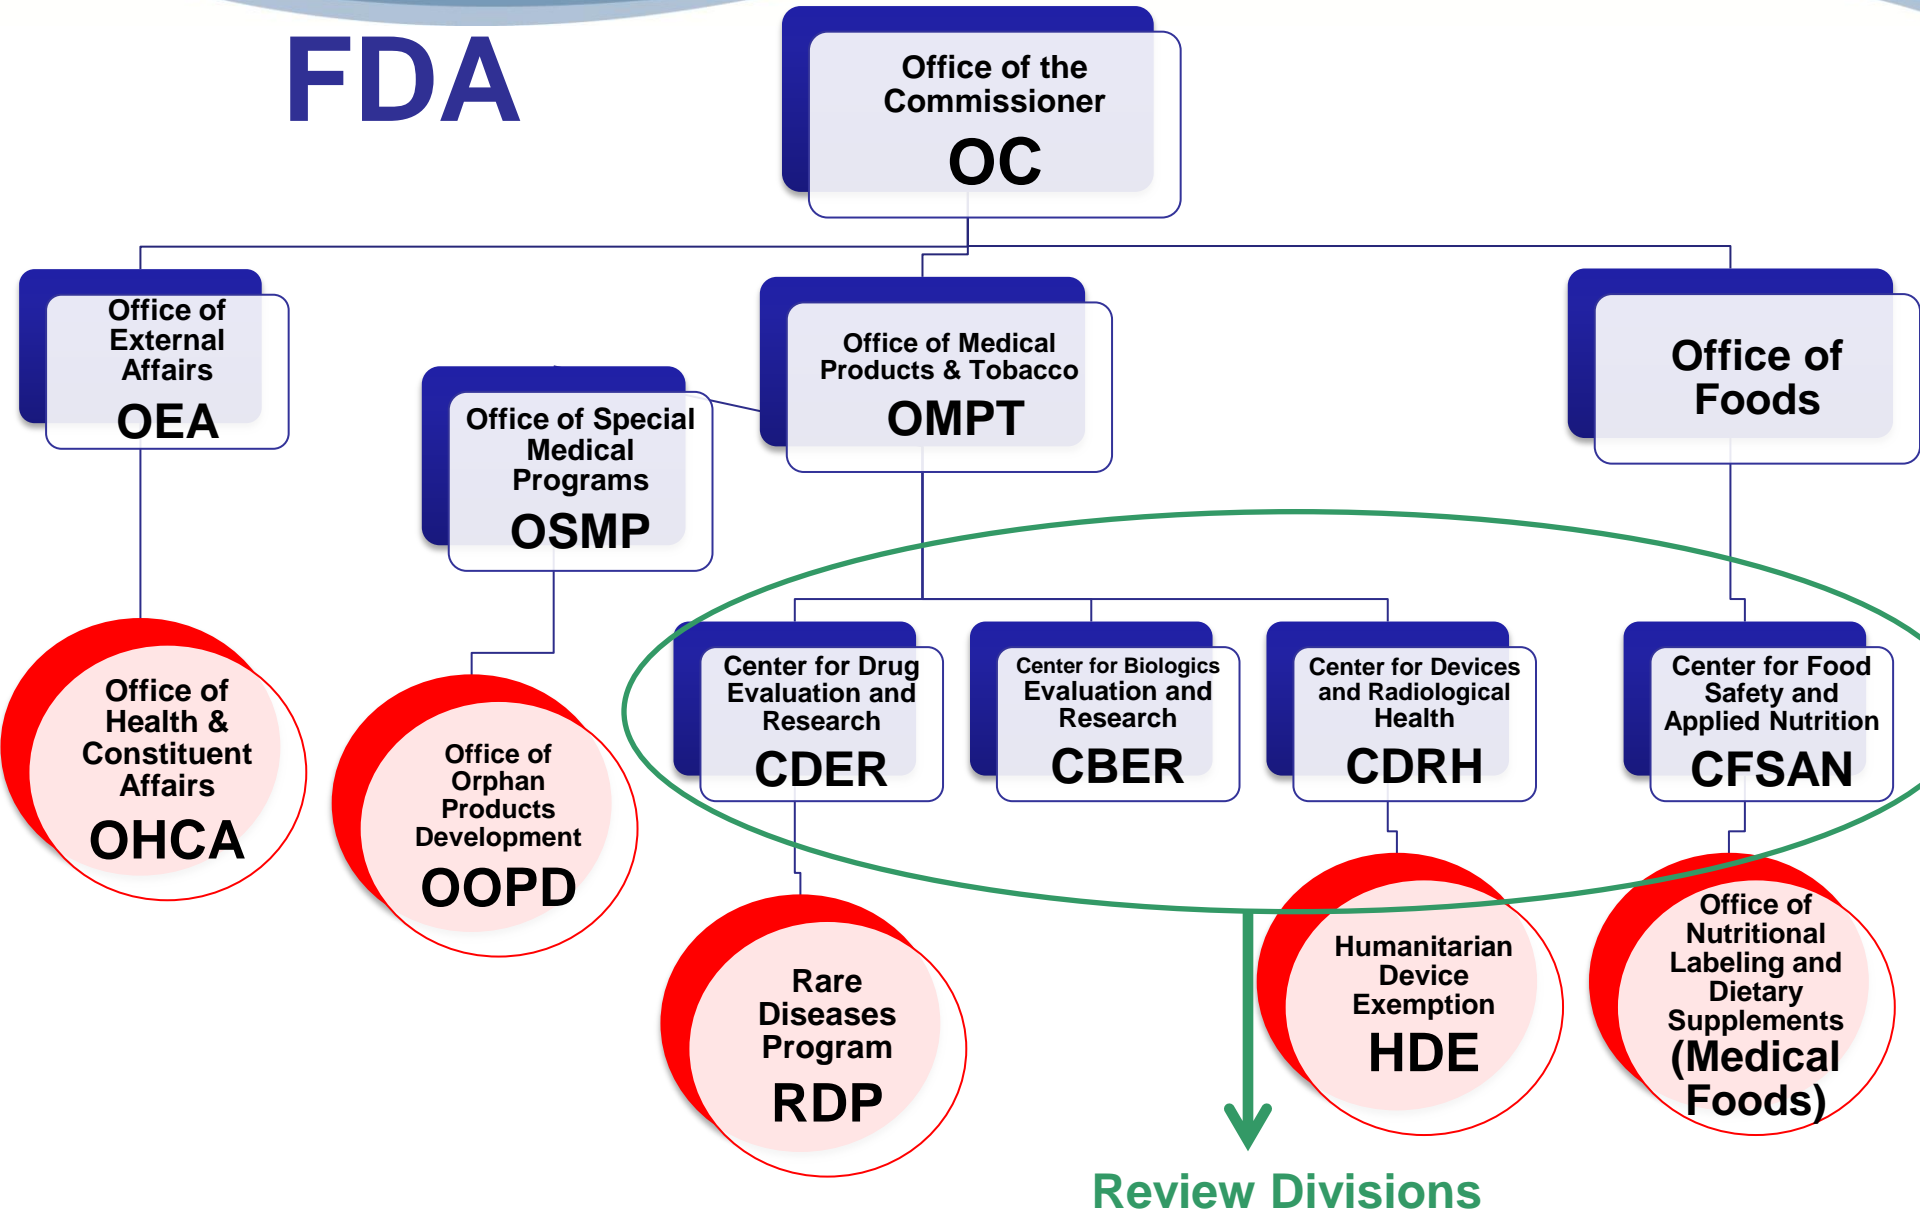 FDA
Office of the
Commissioner
OC
Office of
External
Affairs
OEA
Office of Special
Medical
Programs
OSMP
Office of Medical
Products & Tobacco
OMPT
Office of
Foods
Office of
Health &
Constituent
Affairs
OHCA
Office of
Orphan
Products
Development
OOPD
Center for Drug
Evaluation and
Research
CDER
Center for Biologics
Evaluation and
Research
CBER
Center for Devices
and Radiological
Health
CDRH
Center for Food
Safety and
Applied Nutrition
CFSAN
Rare
Diseases
Program
RDP
Humanitarian
Device
Exemption
HDE
Office of
Nutritional
Labeling and
Dietary
Supplements
(Medical
Foods)
Review Divisions